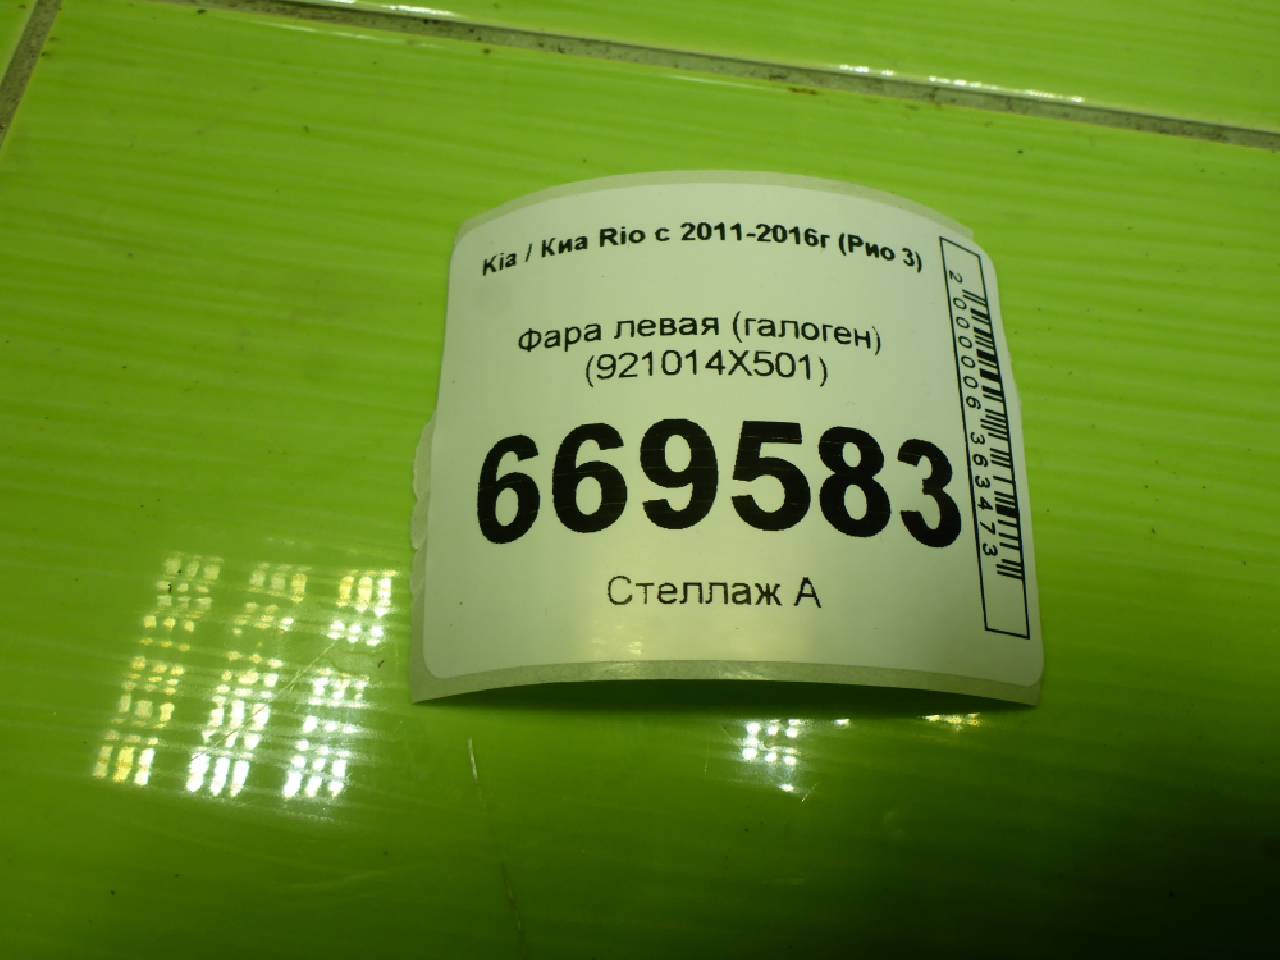 Kia / Киа Rio с 2011-2016г (Рио 3)
Фара левая (галоген)
(921014X501)
669583
Стеллаж А
2000006363473